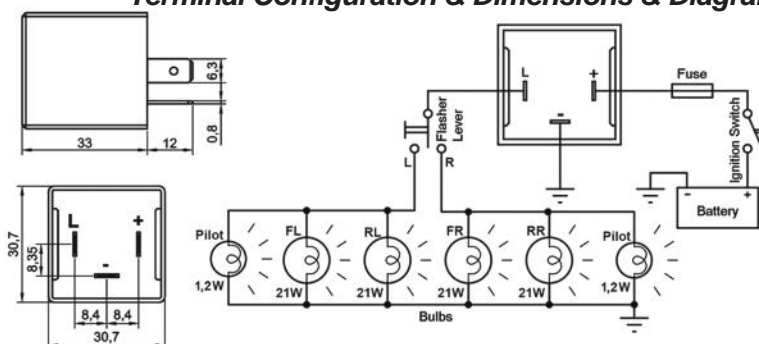 Terminal Configuration & Dimensions & Diagra
6,3
0,8
33
12
L
+
-
30,7
8,35
8,4
8,4
30,7
L
+
-
Fuse
Flasher
Lever
L
R
Ignition Switch
-
+
Battery
Pilot
FL
RL
FR
RR
Pilot
1,2W
21W
21W
21W
21W
1,2W
Bulbs